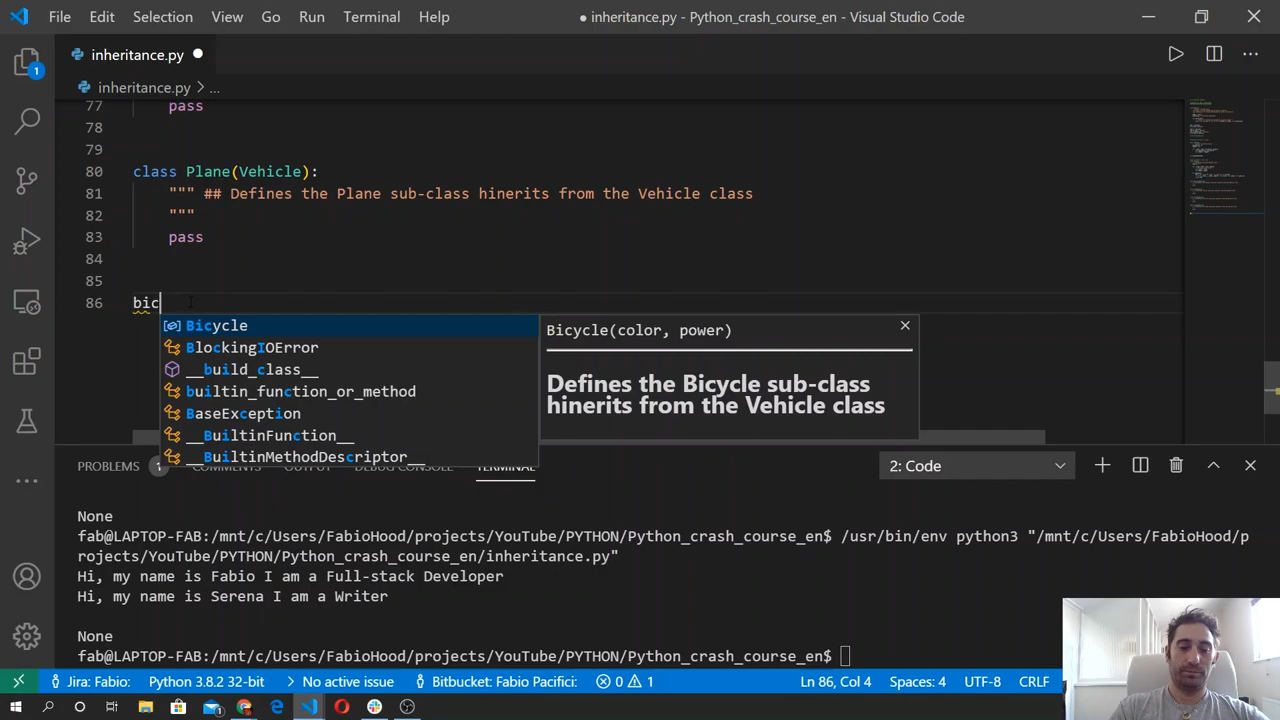 File Edit Selection View Go Run Terminal Help ● inheritance.py - Python_crash_course_en - Visual Studio Code
1 inheritance.py ●
inheritance.py > ...
77 pass
78
79
80 class Plane(Vehicle):
81 """ ## Defines the Plane sub-class hinerits from the Vehicle class
82 """
83 pass
84
85
86 bic
Bicycle
BlockingIOError
__build_class__
builtin_function_or_method
BaseException
__BuiltinFunction__
__BuiltinMethodDescriptor__
Bicycle(color, power)
Defines the Bicycle sub-class
hinerits from the Vehicle class
PROBLEMS 1 COMMENTS OUTPUT DEBUG CONSOLE TERMINAL 2: Code
None
fab@LAPTOP-FAB:/mnt/c/Users/FabioHood/projects/YouTube/PYTHON/Python_crash_course_en$ /usr/bin/env python3 "/mnt/c/Users/FabioHood/p
rojects/YouTube/PYTHON/Python_crash_course_en/inheritance.py"
Hi, my name is Fabio I am a Full-stack Developer
Hi, my name is Serena I am a Writer
None
fab@LAPTOP-FAB:/mnt/c/Users/FabioHood/projects/YouTube/PYTHON/Python_crash_course_en$
Jira: Fabio: Python 3.8.2 32-bit No active issue Bitbucket: Fabio Pacifici: 0 1 Ln 86, Col 4 Spaces: 4 UTF-8 CRLF